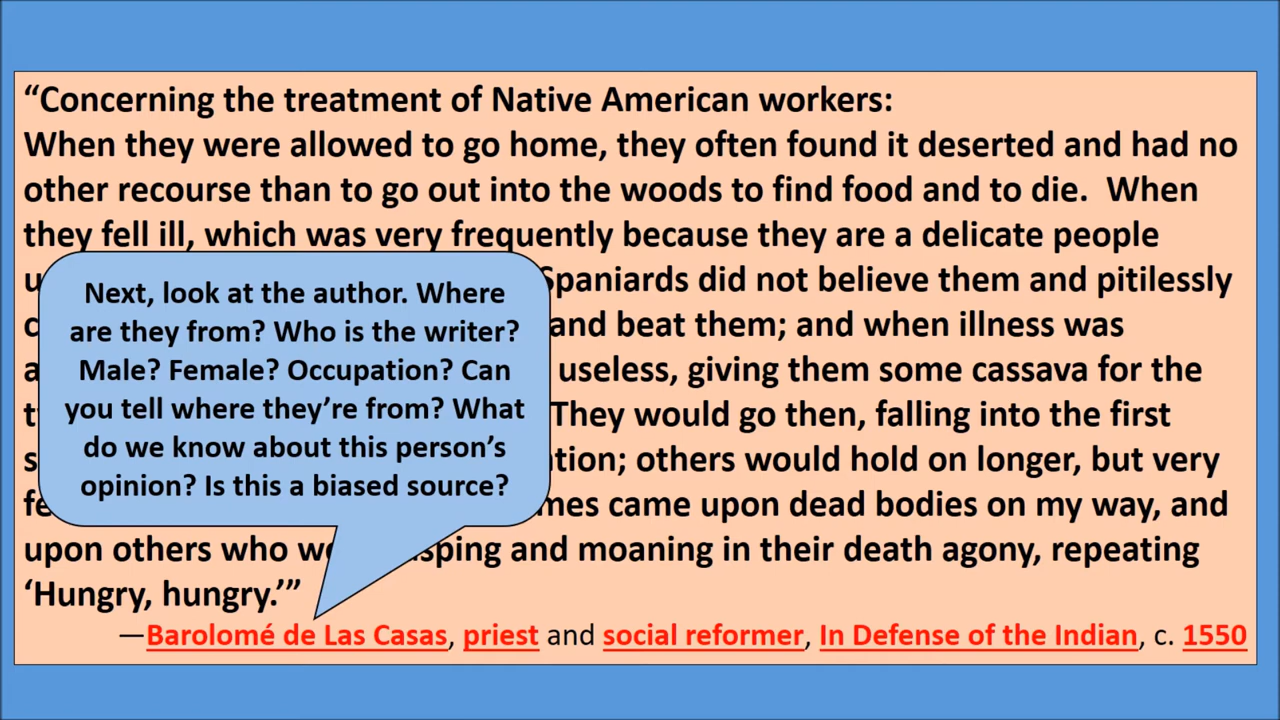 “Concerning the treatment of Native American workers:
When they were allowed to go home, they often found it deserted and had no
other recourse than to go out into the woods to find food and to die.  When
they fell ill, which was very frequently because they are a delicate people
Spaniards did not believe them and pitilessly
and beat them; and when illness was
useless, giving them some cassava for the
They would go then, falling into the first
others would hold on longer, but very
came upon dead bodies on my way, and
upon others who and moaning in their death agony, repeating
‘Hungry, hungry.’”
Next, look at the author. Where
are they from? Who is the writer?
Male? Female? Occupation? Can
you tell where they’re from? What
do we know about this person’s
opinion? Is this a biased source?
—Barolomé de Las Casas, priest and social reformer, In Defense of the Indian, c. 1550